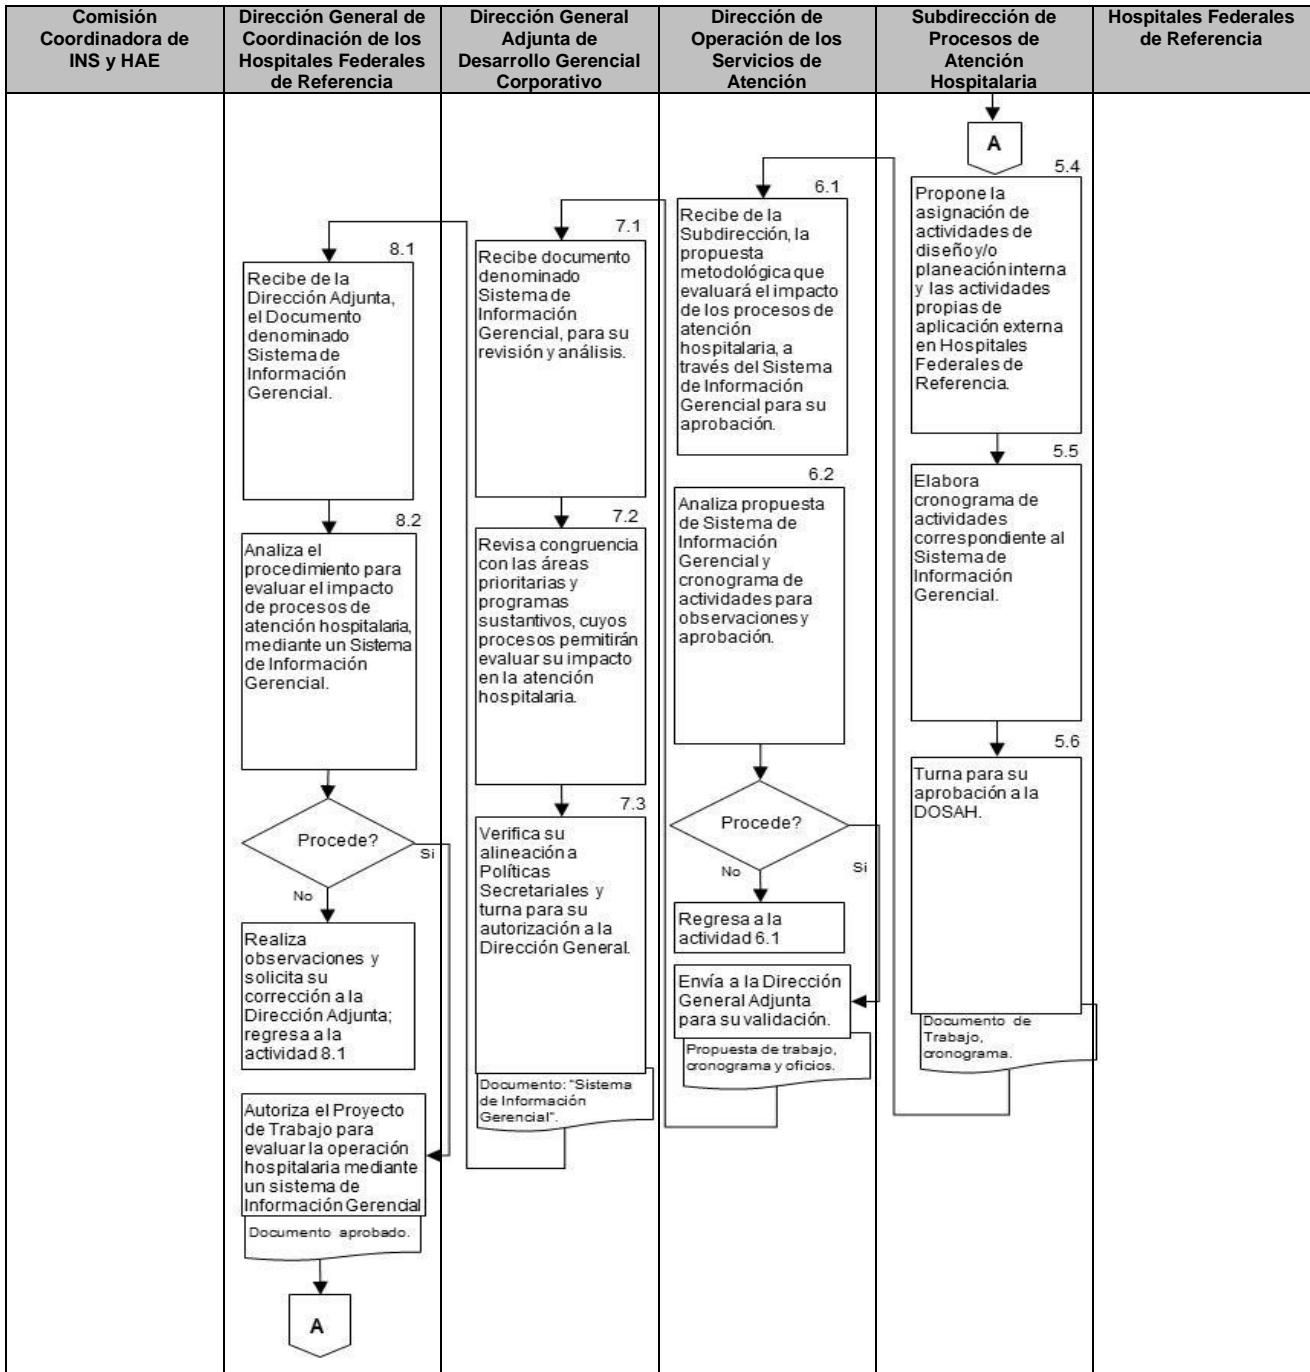 Comisión
Coordinadora de
INS y HAE
Dirección General de
Coordinación de los
Hospitales Federales
de Referencia
Dirección General
Adjunta de
Desarrollo Gerencial
Corporativo
Dirección de
Operación de los
Servicios de
Atención
Subdirección de
Procesos de
Atención
Hospitalaria
Hospitales Federales
de Referencia
A
5.4
Propone la
asignación de
actividades de
diseño y/o
planeación interna
y las actividades
propias de
aplicación externa
en Hospitales
Federales de
Referencia.
5.5
Elabora
cronograma de
actividades
correspondiente al
Sistema de
Información
Gerencial.
5.6
Turna para su
aprobación a la
DOSAH.
Documento de
Trabajo,
cronograma.
6.1
Recibe de la
Subdirección, la
propuesta
metodológica que
evaluará el impacto
de los procesos de
atención
hospitalaria, a
través del Sistema
de Información
Gerencial para su
aprobación.
6.2
Analiza propuesta
de Sistema de
Información
Gerencial y
cronograma de
actividades para
observaciones y
aprobación.
Procede?
Si
No
Regresa a la
actividad 6.1
Envía a la Dirección
General Adjunta
para su validación.
Propuesta de trabajo,
cronograma y oficios.
7.1
Recibe documento
denominado
Sistema de
Información
Gerencial, para su
revisión y análisis.
7.2
Revisa congruencia
con las áreas
prioritarias y
programas
sustantivos, cuyos
procesos permitirán
evaluar su impacto
en la atención
hospitalaria.
7.3
Verifica su
alineación a
Políticas
Secretariales y
turna para su
autorización a la
Dirección General.
Documento: "Sistema
de Información
Gerencial".
8.1
Recibe de la
Dirección Adjunta,
el Documento
denominado
Sistema de
Información
Gerencial.
8.2
Analiza el
procedimiento para
evaluar el impacto
de procesos de
atención hospitalaria,
mediante un Sistema
de Información
Gerencial.
Procede?
Si
No
Realiza
observaciones y
solicita su
corrección a la
Dirección Adjunta;
regresa a la
actividad 8.1
Autoriza el Proyecto
de Trabajo para
evaluar la operación
hospitalaria mediante
un sistema de
Información Gerencial
Documento aprobado.
A